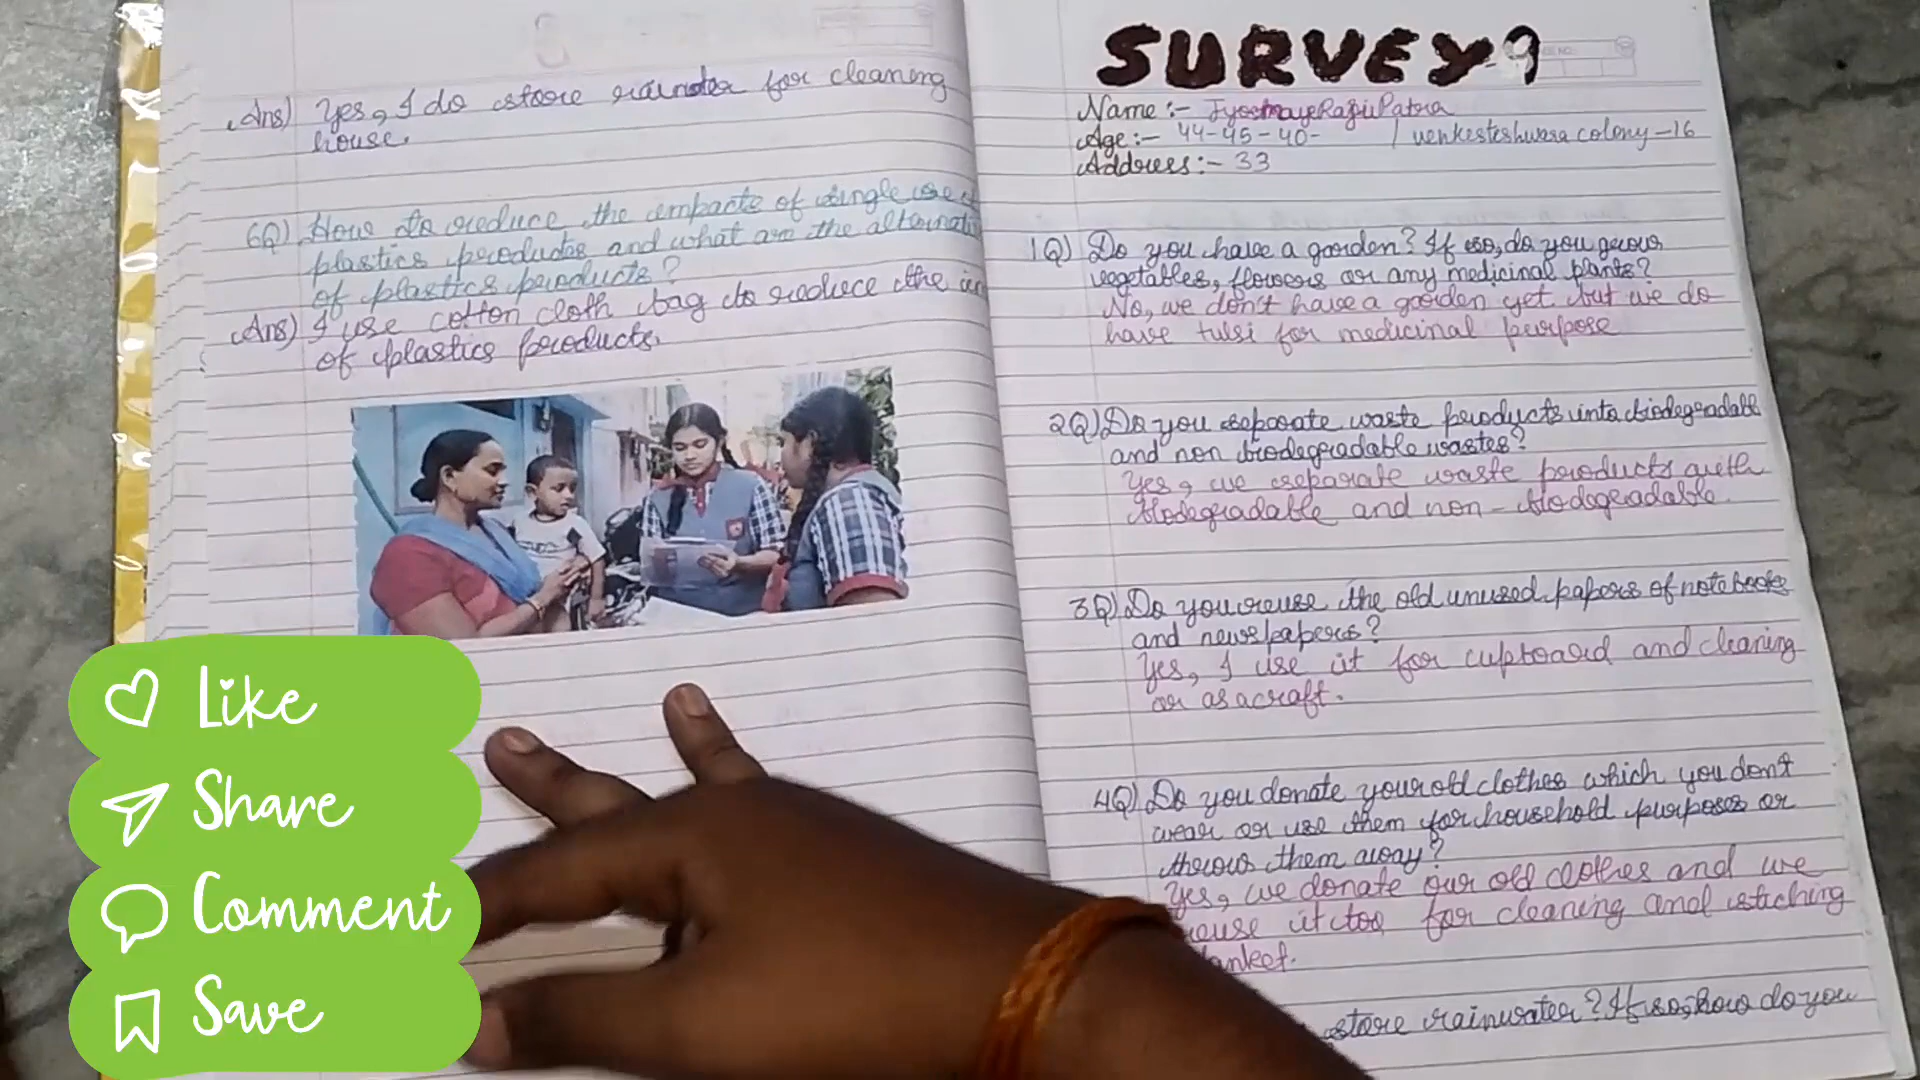 Ans) Yes, I do store rainwater for cleaning
house.
6Q) How to reduce the impacts of single use
plastics products and what are the alternati
of plastics products?
Ans) I use cotton cloth bag to reduce the im
of plastics products.
SURVEY-9
Name :-
Age :- 44-45-40- / venkesteshwara colony-16
Address :- 33
1Q) Do you have a garden? If so, do you grow
vegetables, flowers or any medicinal plants?
No, we don't have a garden yet but we do
have tulsi for medicinal purpose
2Q) Do you separate waste products into biodegradable
and non biodegradable wastes?
Yes, we separate waste products with
Biodegradable and non-biodegradable.
3Q) Do you reuse the old unused papers of notebooks
and newspapers?
Yes, I use it for cupboard and cleaning
or as a craft.
4Q) Do you donate your old clothes which you don't
wear or use them for household purposes or
throw them away?
Yes, we donate our old clothes and we
euse it too for cleaning and stiching
lanket.
store rainwater? If so, how do you
Like
Share
Comment
Save